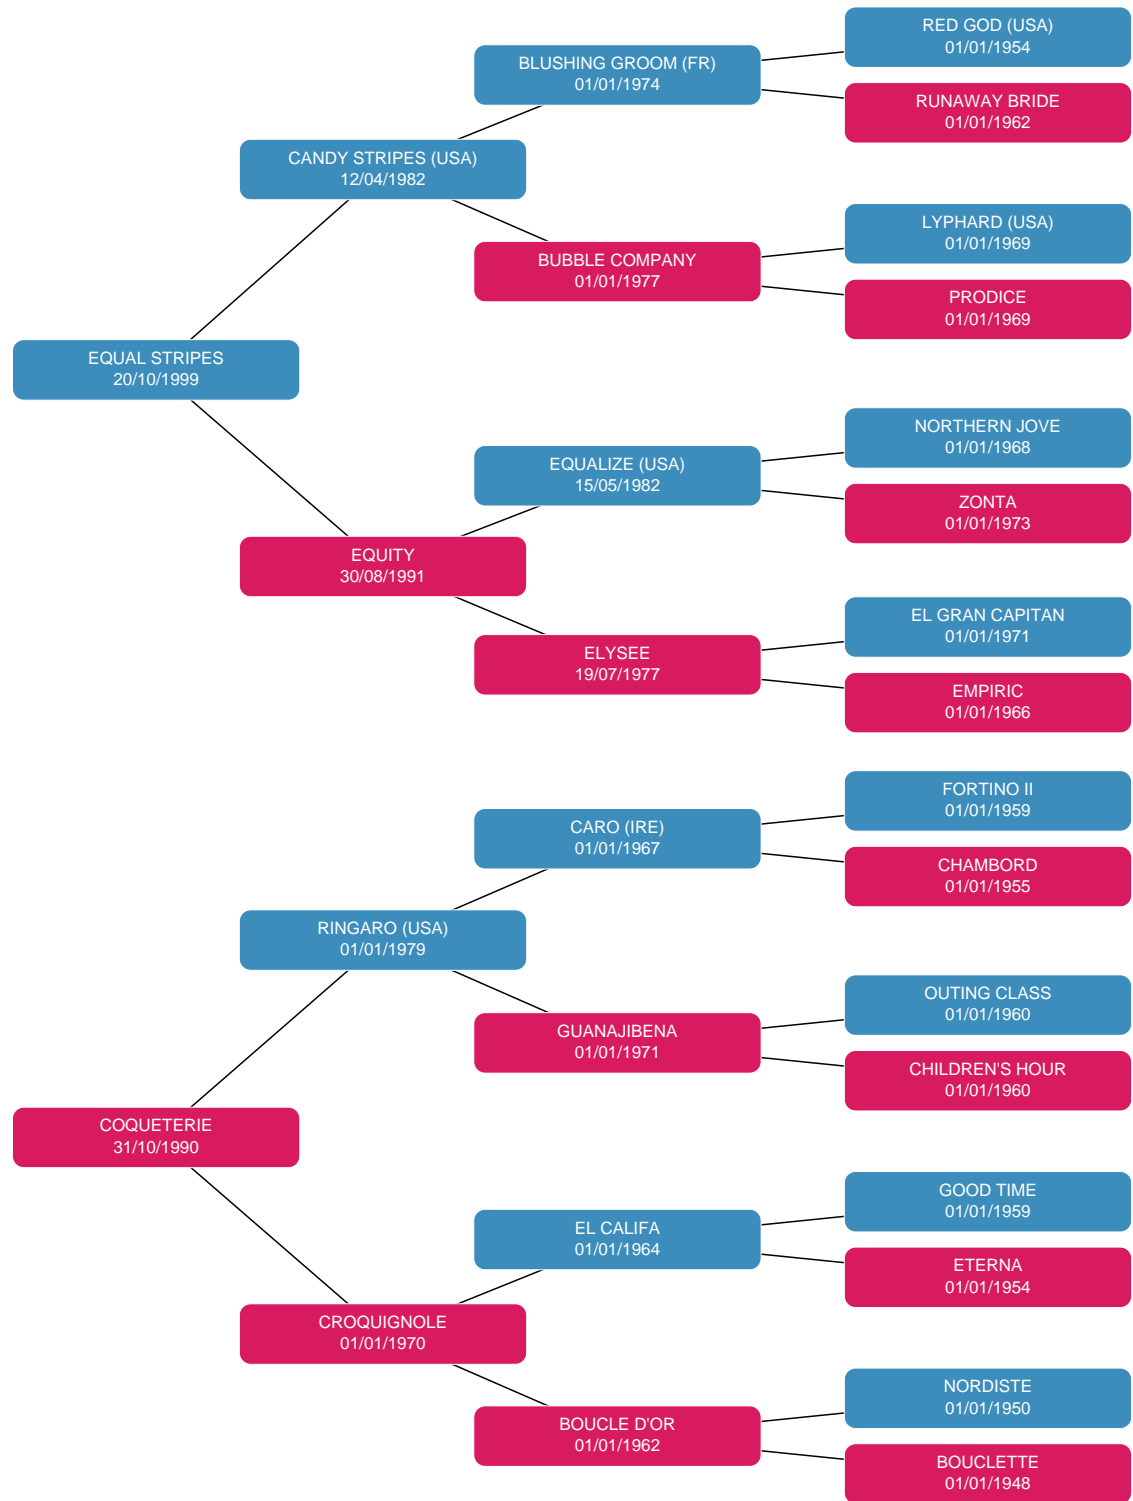 RED GOD (USA)
01/01/1954
BLUSHING GROOM (FR)
01/01/1974
RUNAWAY BRIDE
01/01/1962
CANDY STRIPES (USA)
12/04/1982
LYPHARD (USA)
01/01/1969
BUBBLE COMPANY
01/01/1977
PRODICE
01/01/1969
EQUAL STRIPES
20/10/1999
NORTHERN JOVE
01/01/1968
EQUALIZE (USA)
15/05/1982
ZONTA
01/01/1973
EQUITY
30/08/1991
EL GRAN CAPITAN
01/01/1971
ELYSEE
19/07/1977
EMPIRIC
01/01/1966
FORTINO II
01/01/1959
CARO (IRE)
01/01/1967
CHAMBORD
01/01/1955
RINGARO (USA)
01/01/1979
OUTING CLASS
01/01/1960
GUANAJIBENA
01/01/1971
CHILDREN'S HOUR
01/01/1960
COQUETERIE
31/10/1990
GOOD TIME
01/01/1959
EL CALIFA
01/01/1964
ETERNA
01/01/1954
CROQUIGNOLE
01/01/1970
NORDISTE
01/01/1950
BOUCLE D'OR
01/01/1962
BOUCLETTE
01/01/1948